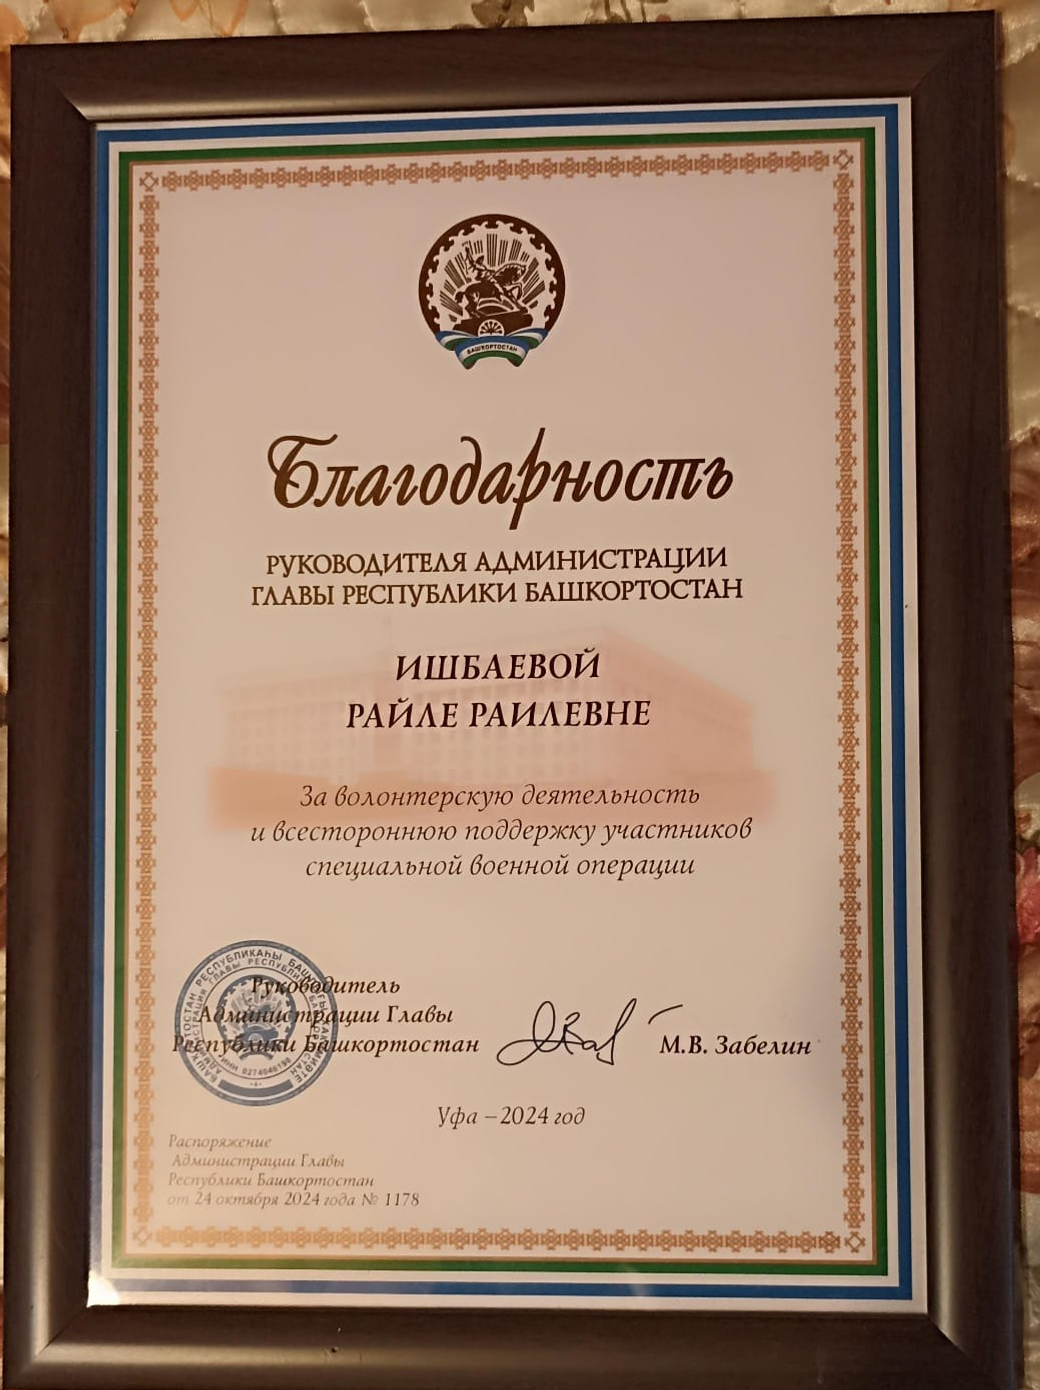 БАШКОРТОСТАН
Благодарность
РУКОВОДИТЕЛЯ АДМИНИСТРАЦИИ
ГЛАВЫ РЕСПУБЛИКИ БАШКОРТОСТАН
ИШБАЕВОЙ
РАЙЛЕ РАИЛЕВНЕ
За волонтерскую деятельность
и всестороннюю поддержку участников
специальной военной операции
Руководитель
Администрации Главы
Республики Башкортостан
М.В. Забелин
Уфа – 2024 год
Распоряжение
Администрации Главы
Республики Башкортостан
от 24 октября 2024 года № 1178